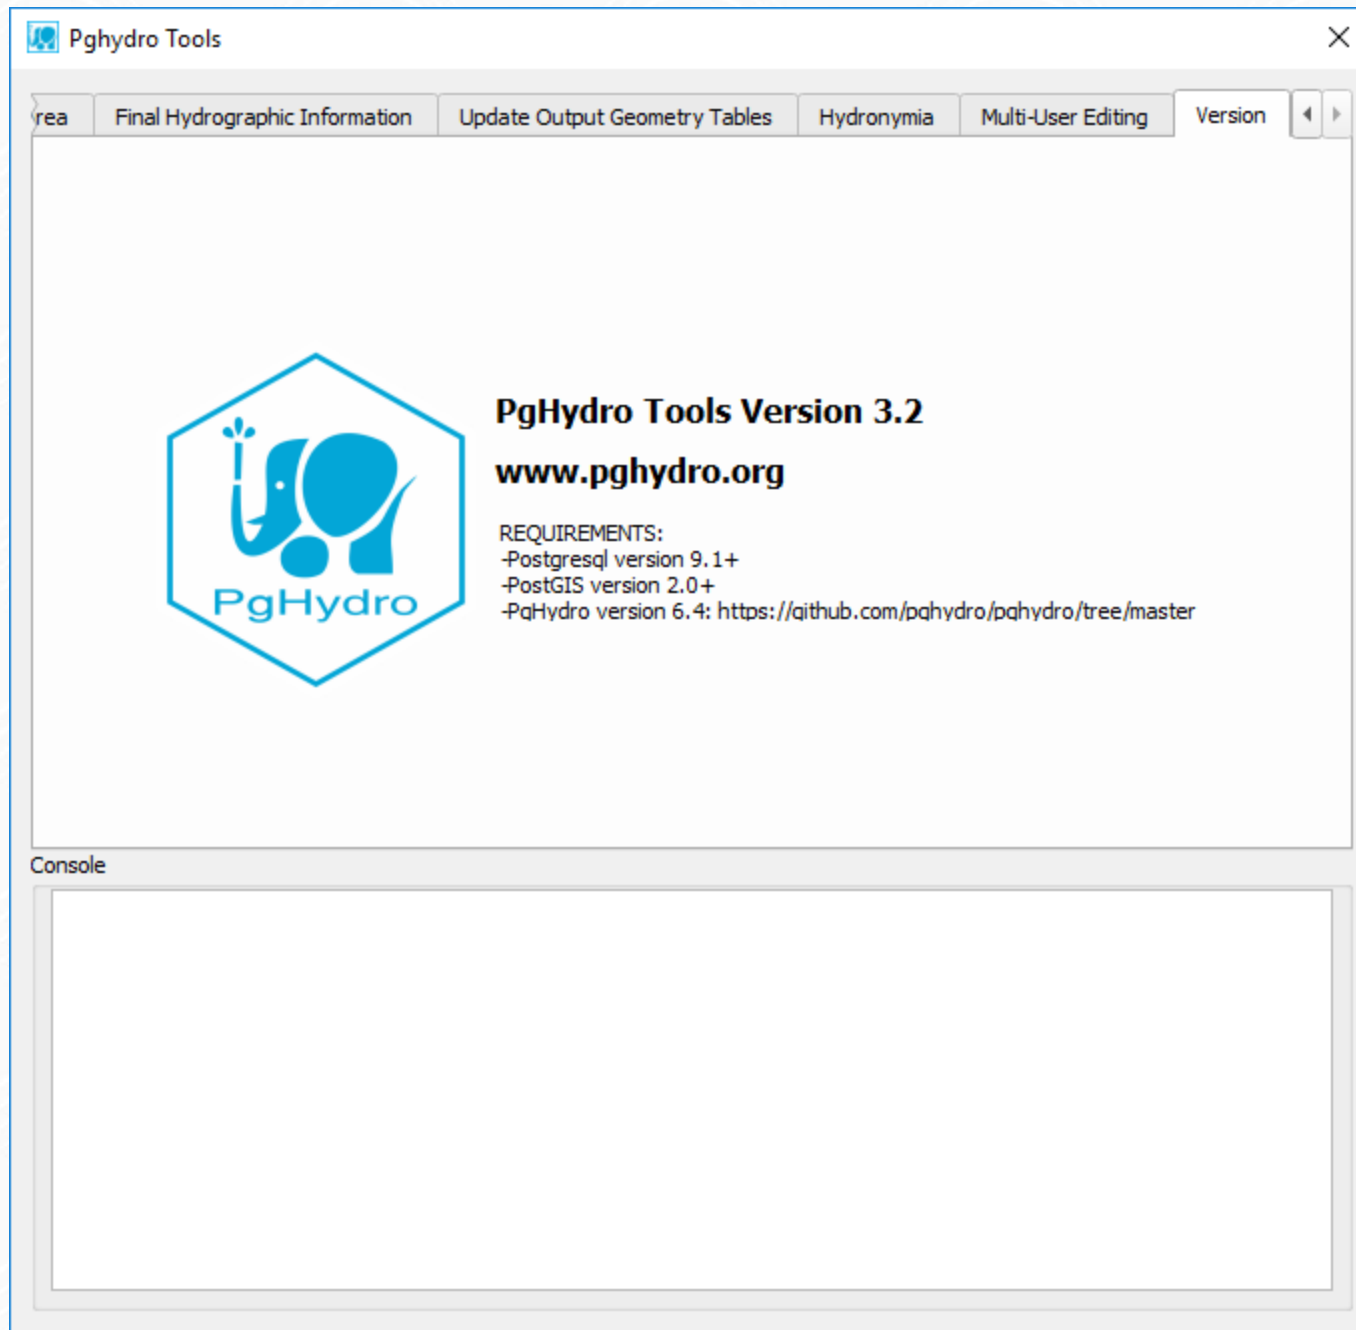 Pghydro Tools
rea
Final Hydrographic Information
Update Output Geometry Tables
Hydronymia
Multi-User Editing
Version
PgHydro Tools Version 3.2
www.pghydro.org
REQUIREMENTS:
-Postgresql version 9.1+
-PostGIS version 2.0+
-PgHydro version 6.4: https://github.com/pghydro/pghydro/tree/master
PgHydro
Console